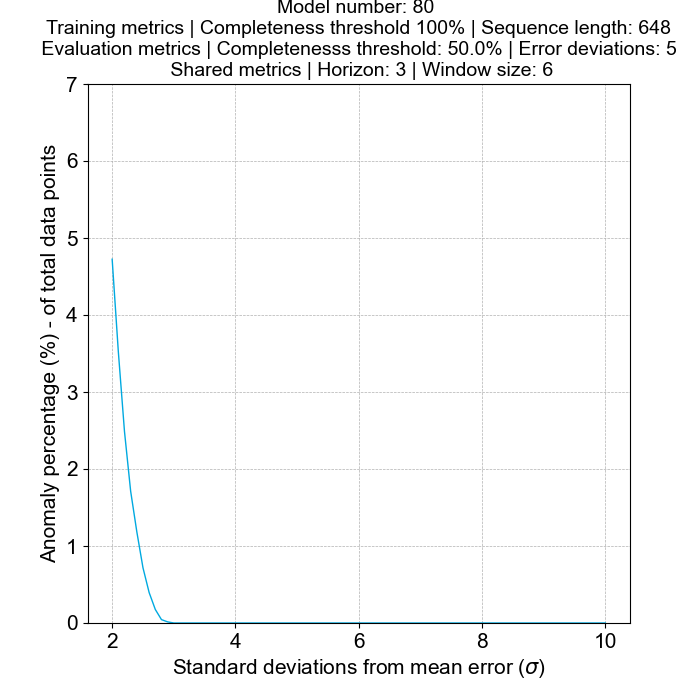 Model number: 80
Training metrics | Completeness threshold 100% | Sequence length: 648
Evaluation metrics | Completenesss threshold: 50.0% | Error deviations: 5
Shared metrics | Horizon: 3 | Window size: 6
7
6
5
4
3
2
1
0
Anomaly percentage (%) - of total data points
2 4 6 8 10
Standard deviations from mean error (σ)